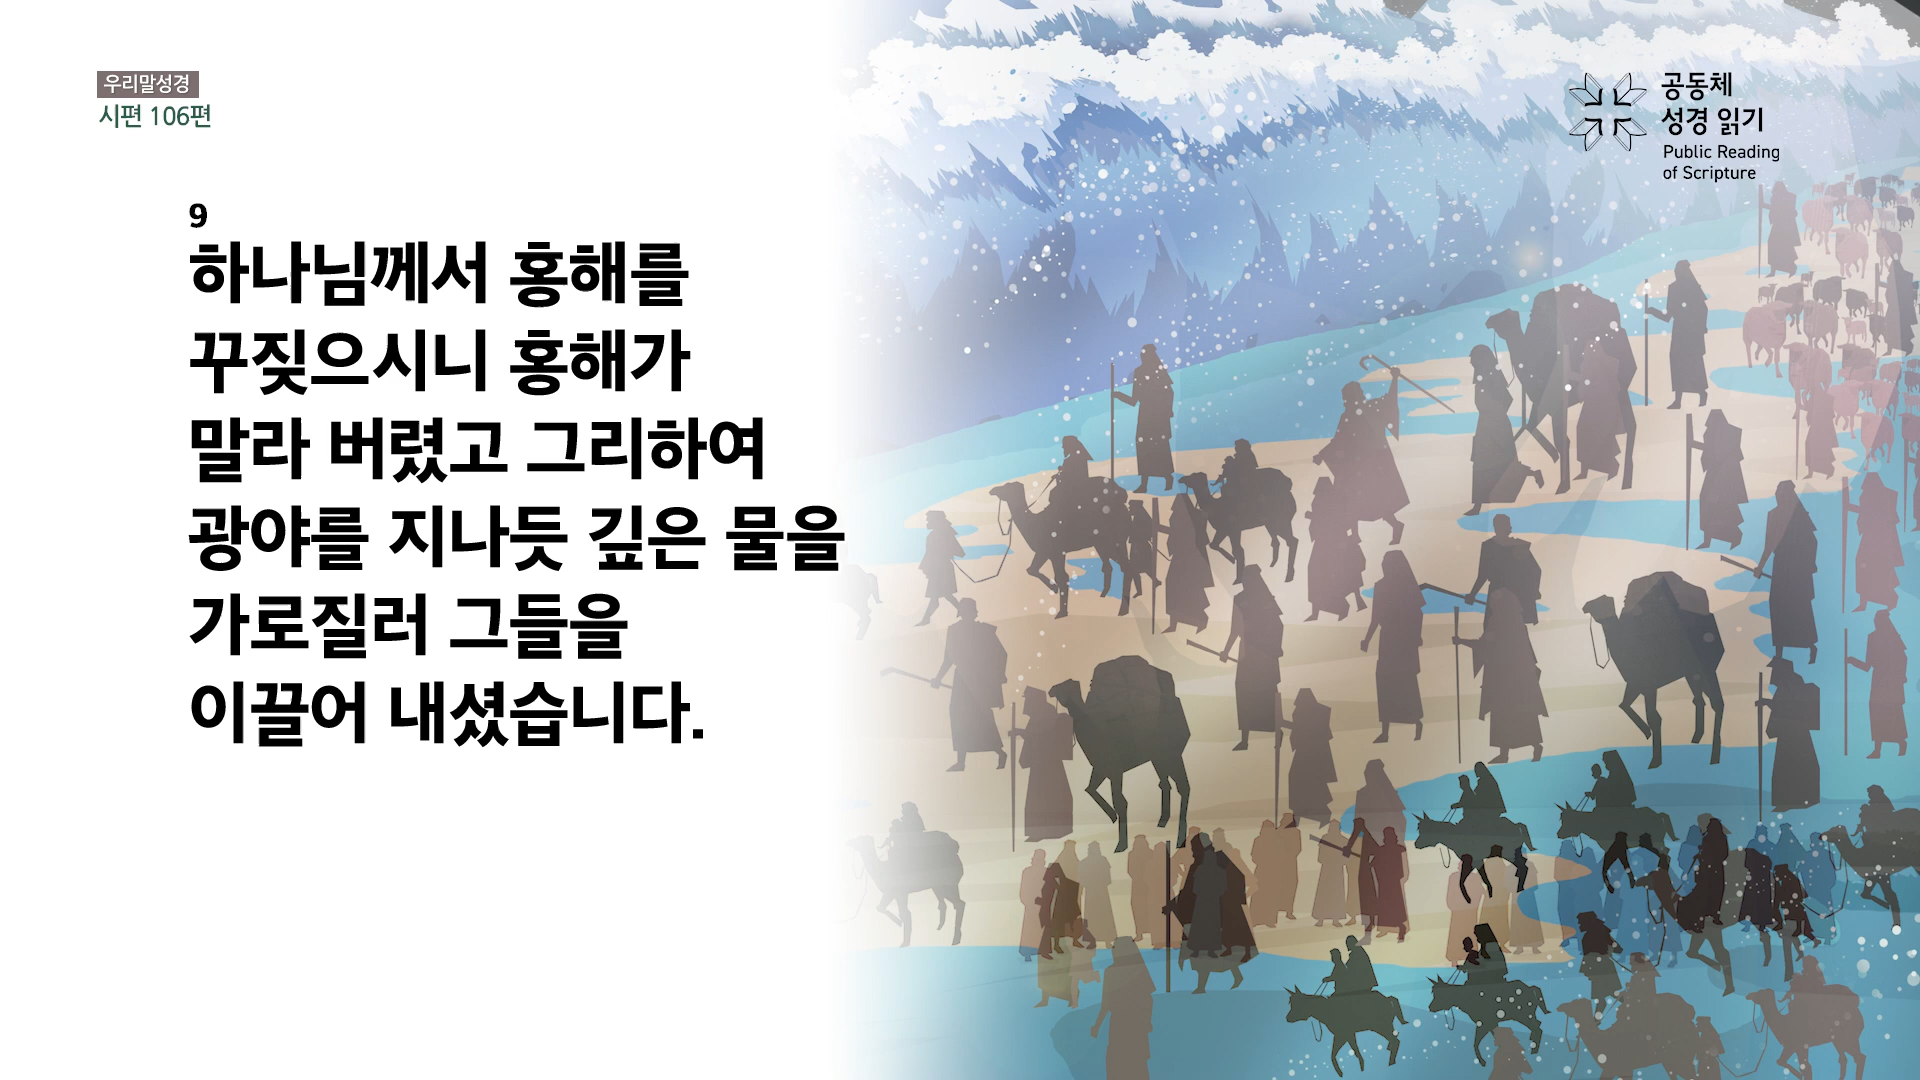 우리말성경
시편 106편
공동체
성경 읽기
Public Reading
of Scripture
9
하나님께서 홍해를
꾸짖으시니 홍해가
말라 버렸고 그리하여
광야를 지나듯 깊은 물을
가로질러 그들을
이끌어 내셨습니다.